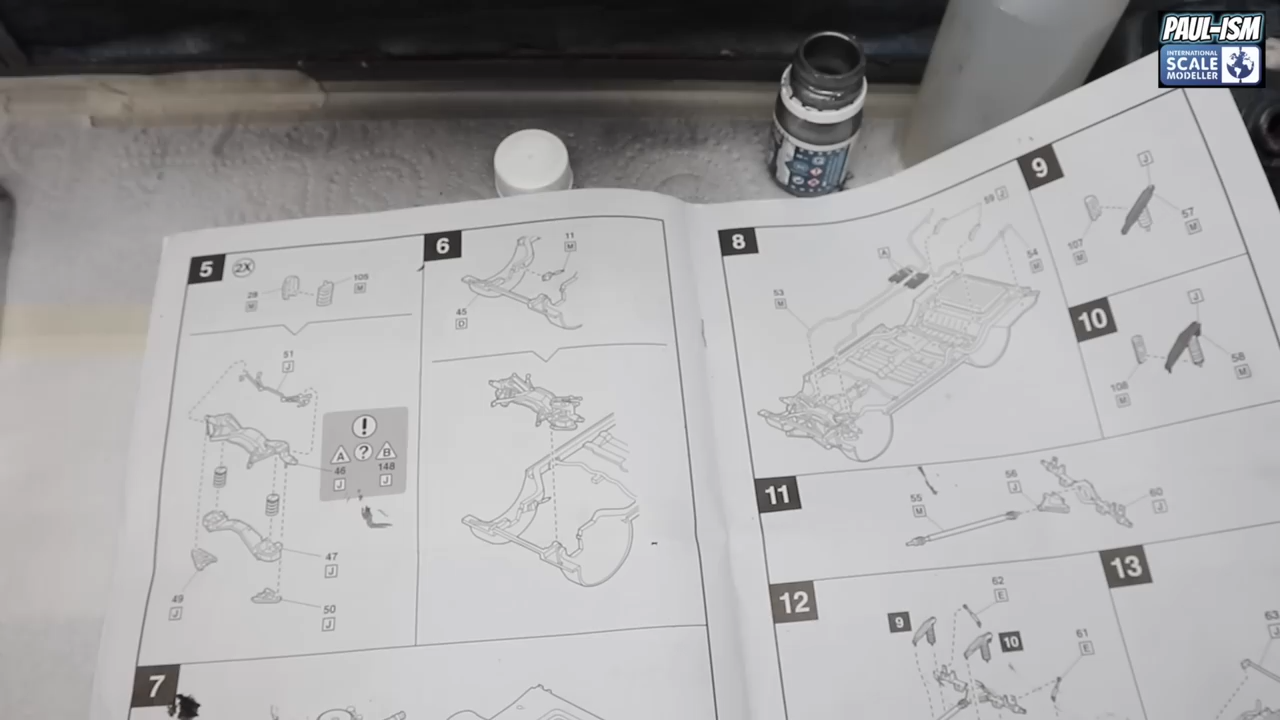 PAUL-ISM
INTERNATIONAL
SCALE
MODELLER
5
2X
28
M
105
M
51
J
!
A ? B
46
J
148
J
47
J
49
J
50
J
6
11
M
45
D
7
8
A
59 J
54
M
53
M
9
J
57
M
107
M
10
J
58
M
108
M
11
55
M
56
J
60
J
12
9
62
E
10
61
E
13
63
J